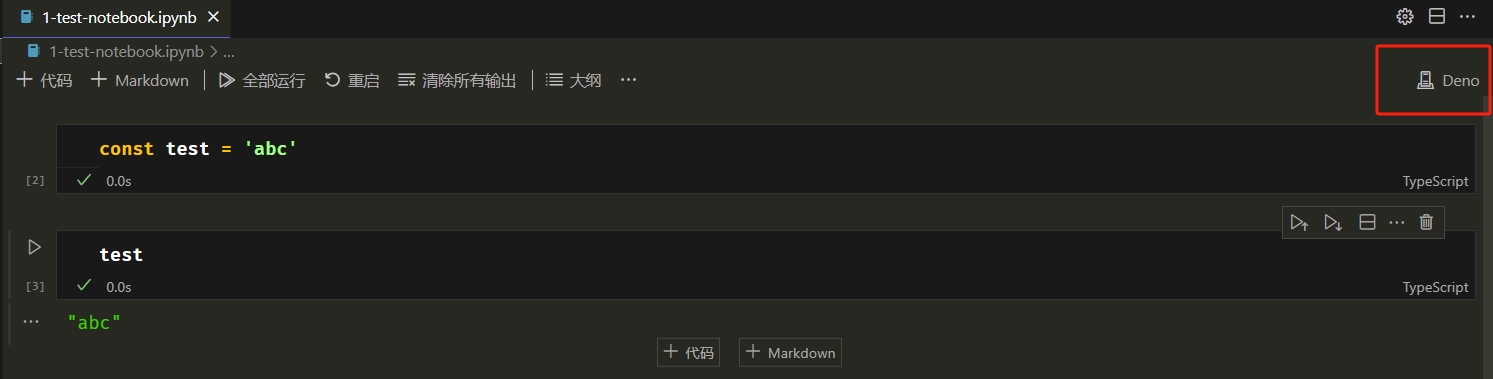 1-test-notebook.ipynb
1-test-notebook.ipynb > ...
代码 Markdown 全部运行 重启 清除所有输出 大纲 ... Deno
const test = 'abc'
[2] 0.0s TypeScript
test
[3] 0.0s TypeScript
"abc"
代码 Markdown